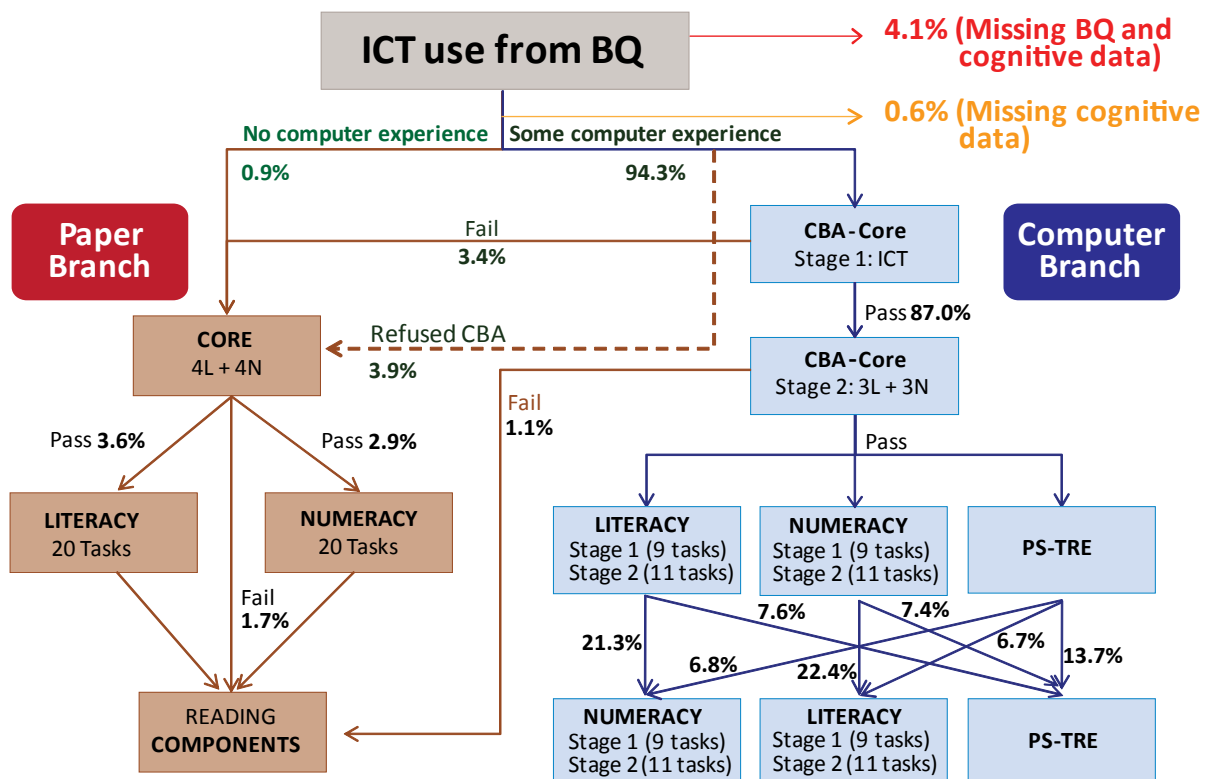 ICT use from BQ
4.1% (Missing BQ and
cognitive data)
0.6% (Missing cognitive
data)
No computer experience
0.9%
Some computer experience
94.3%
Paper
Branch
Computer
Branch
Fail
3.4%
CBA-Core
Stage 1: ICT
Pass 87.0%
CORE
4L + 4N
Refused CBA
3.9%
CBA-Core
Stage 2: 3L + 3N
Fail
1.1%
Pass 3.6%
Pass 2.9%
Pass
LITERACY
20 Tasks
NUMERACY
20 Tasks
LITERACY
Stage 1 (9 tasks)
Stage 2 (11 tasks)
NUMERACY
Stage 1 (9 tasks)
Stage 2 (11 tasks)
PS-TRE
Fail
1.7%
21.3%
7.6%
6.8%
7.4%
22.4%
6.7%
13.7%
READING
COMPONENTS
NUMERACY
Stage 1 (9 tasks)
Stage 2 (11 tasks)
LITERACY
Stage 1 (9 tasks)
Stage 2 (11 tasks)
PS-TRE